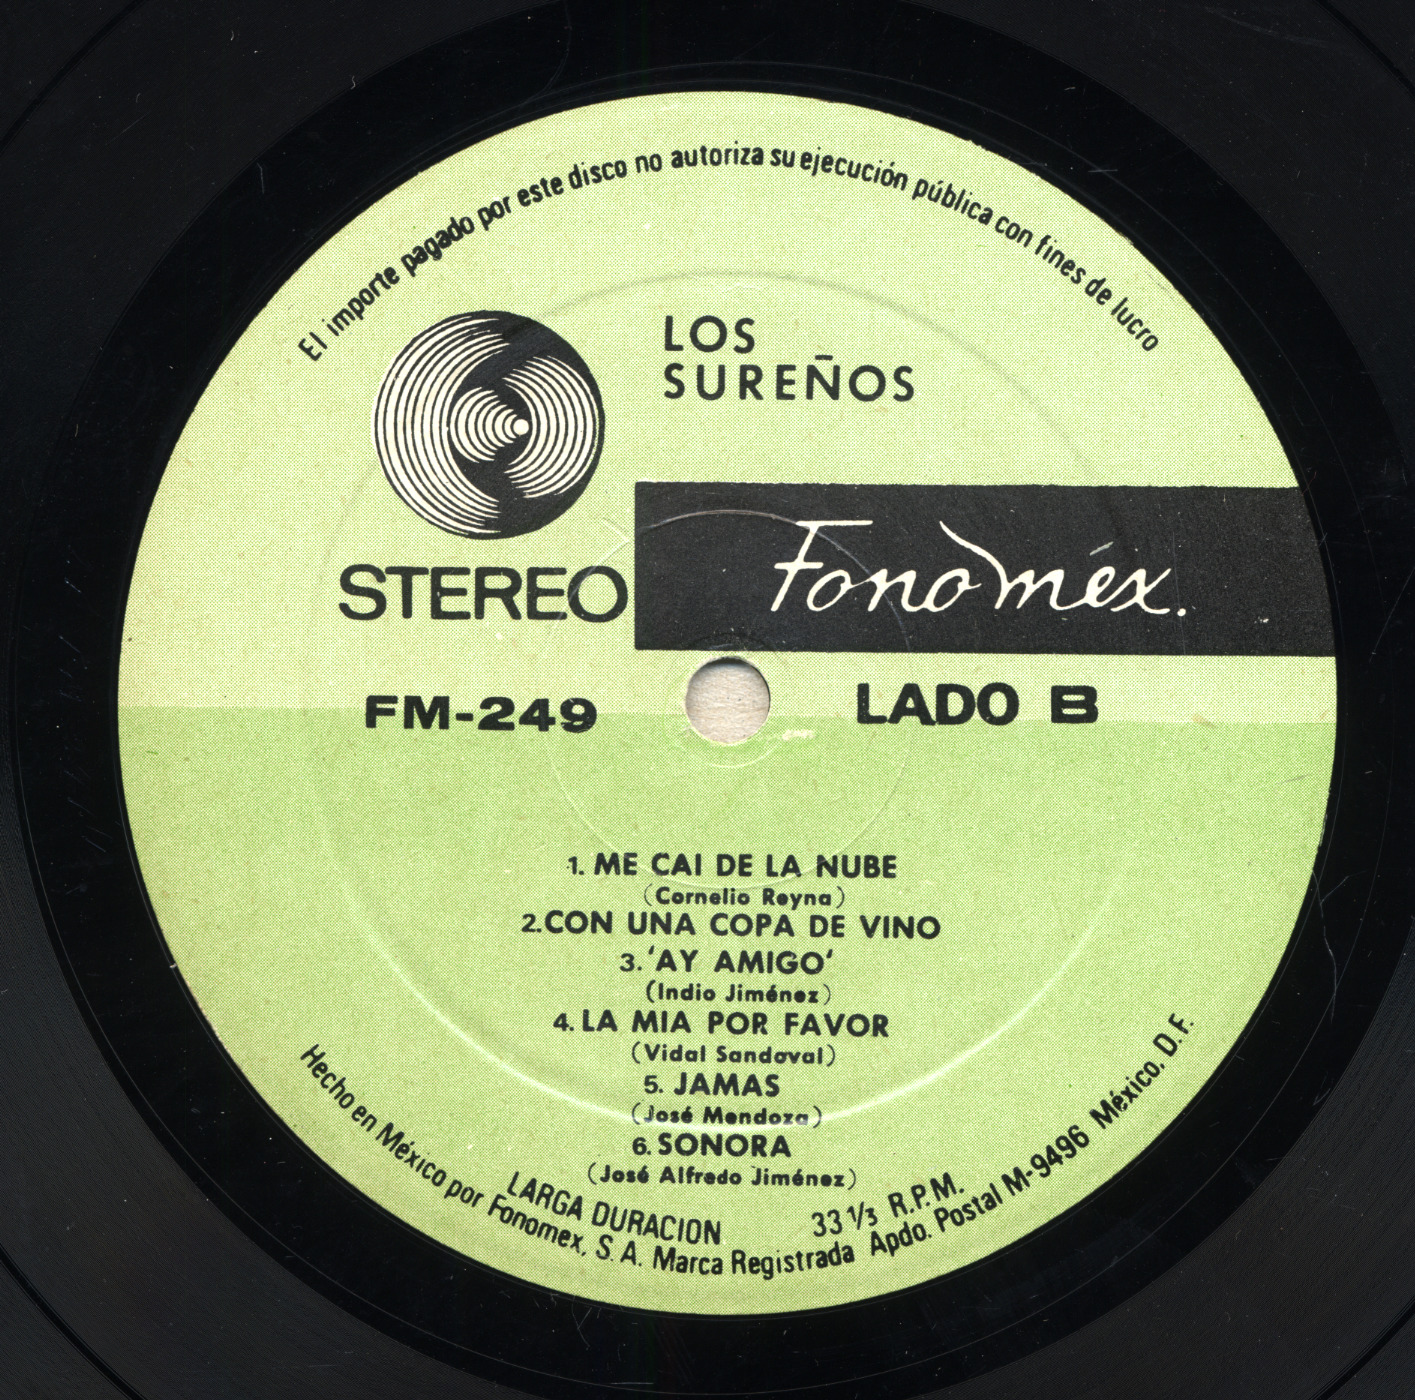 El importe pagado por este disco no autoriza su ejecución pública con fines de lucro
LOS
SUREÑOS
Fonoméx.
STEREO
FM-249
LADO B
1. ME CAI DE LA NUBE
(Cornelio Reyna)
2.CON UNA COPA DE VINO
3.'AY AMIGO'
(Indio Jiménez)
4. LA MIA POR FAVOR
(Vidal Sandoval)
5. JAMAS
(José Mendoza)
6. SONORA
(José Alfredo Jiménez)
LARGA DURACION
33 1/3 R.P.M.
Hecho en México por Fonomex, S. A. Marca Registrada Apdo. Postal M-9496 México, D. F.